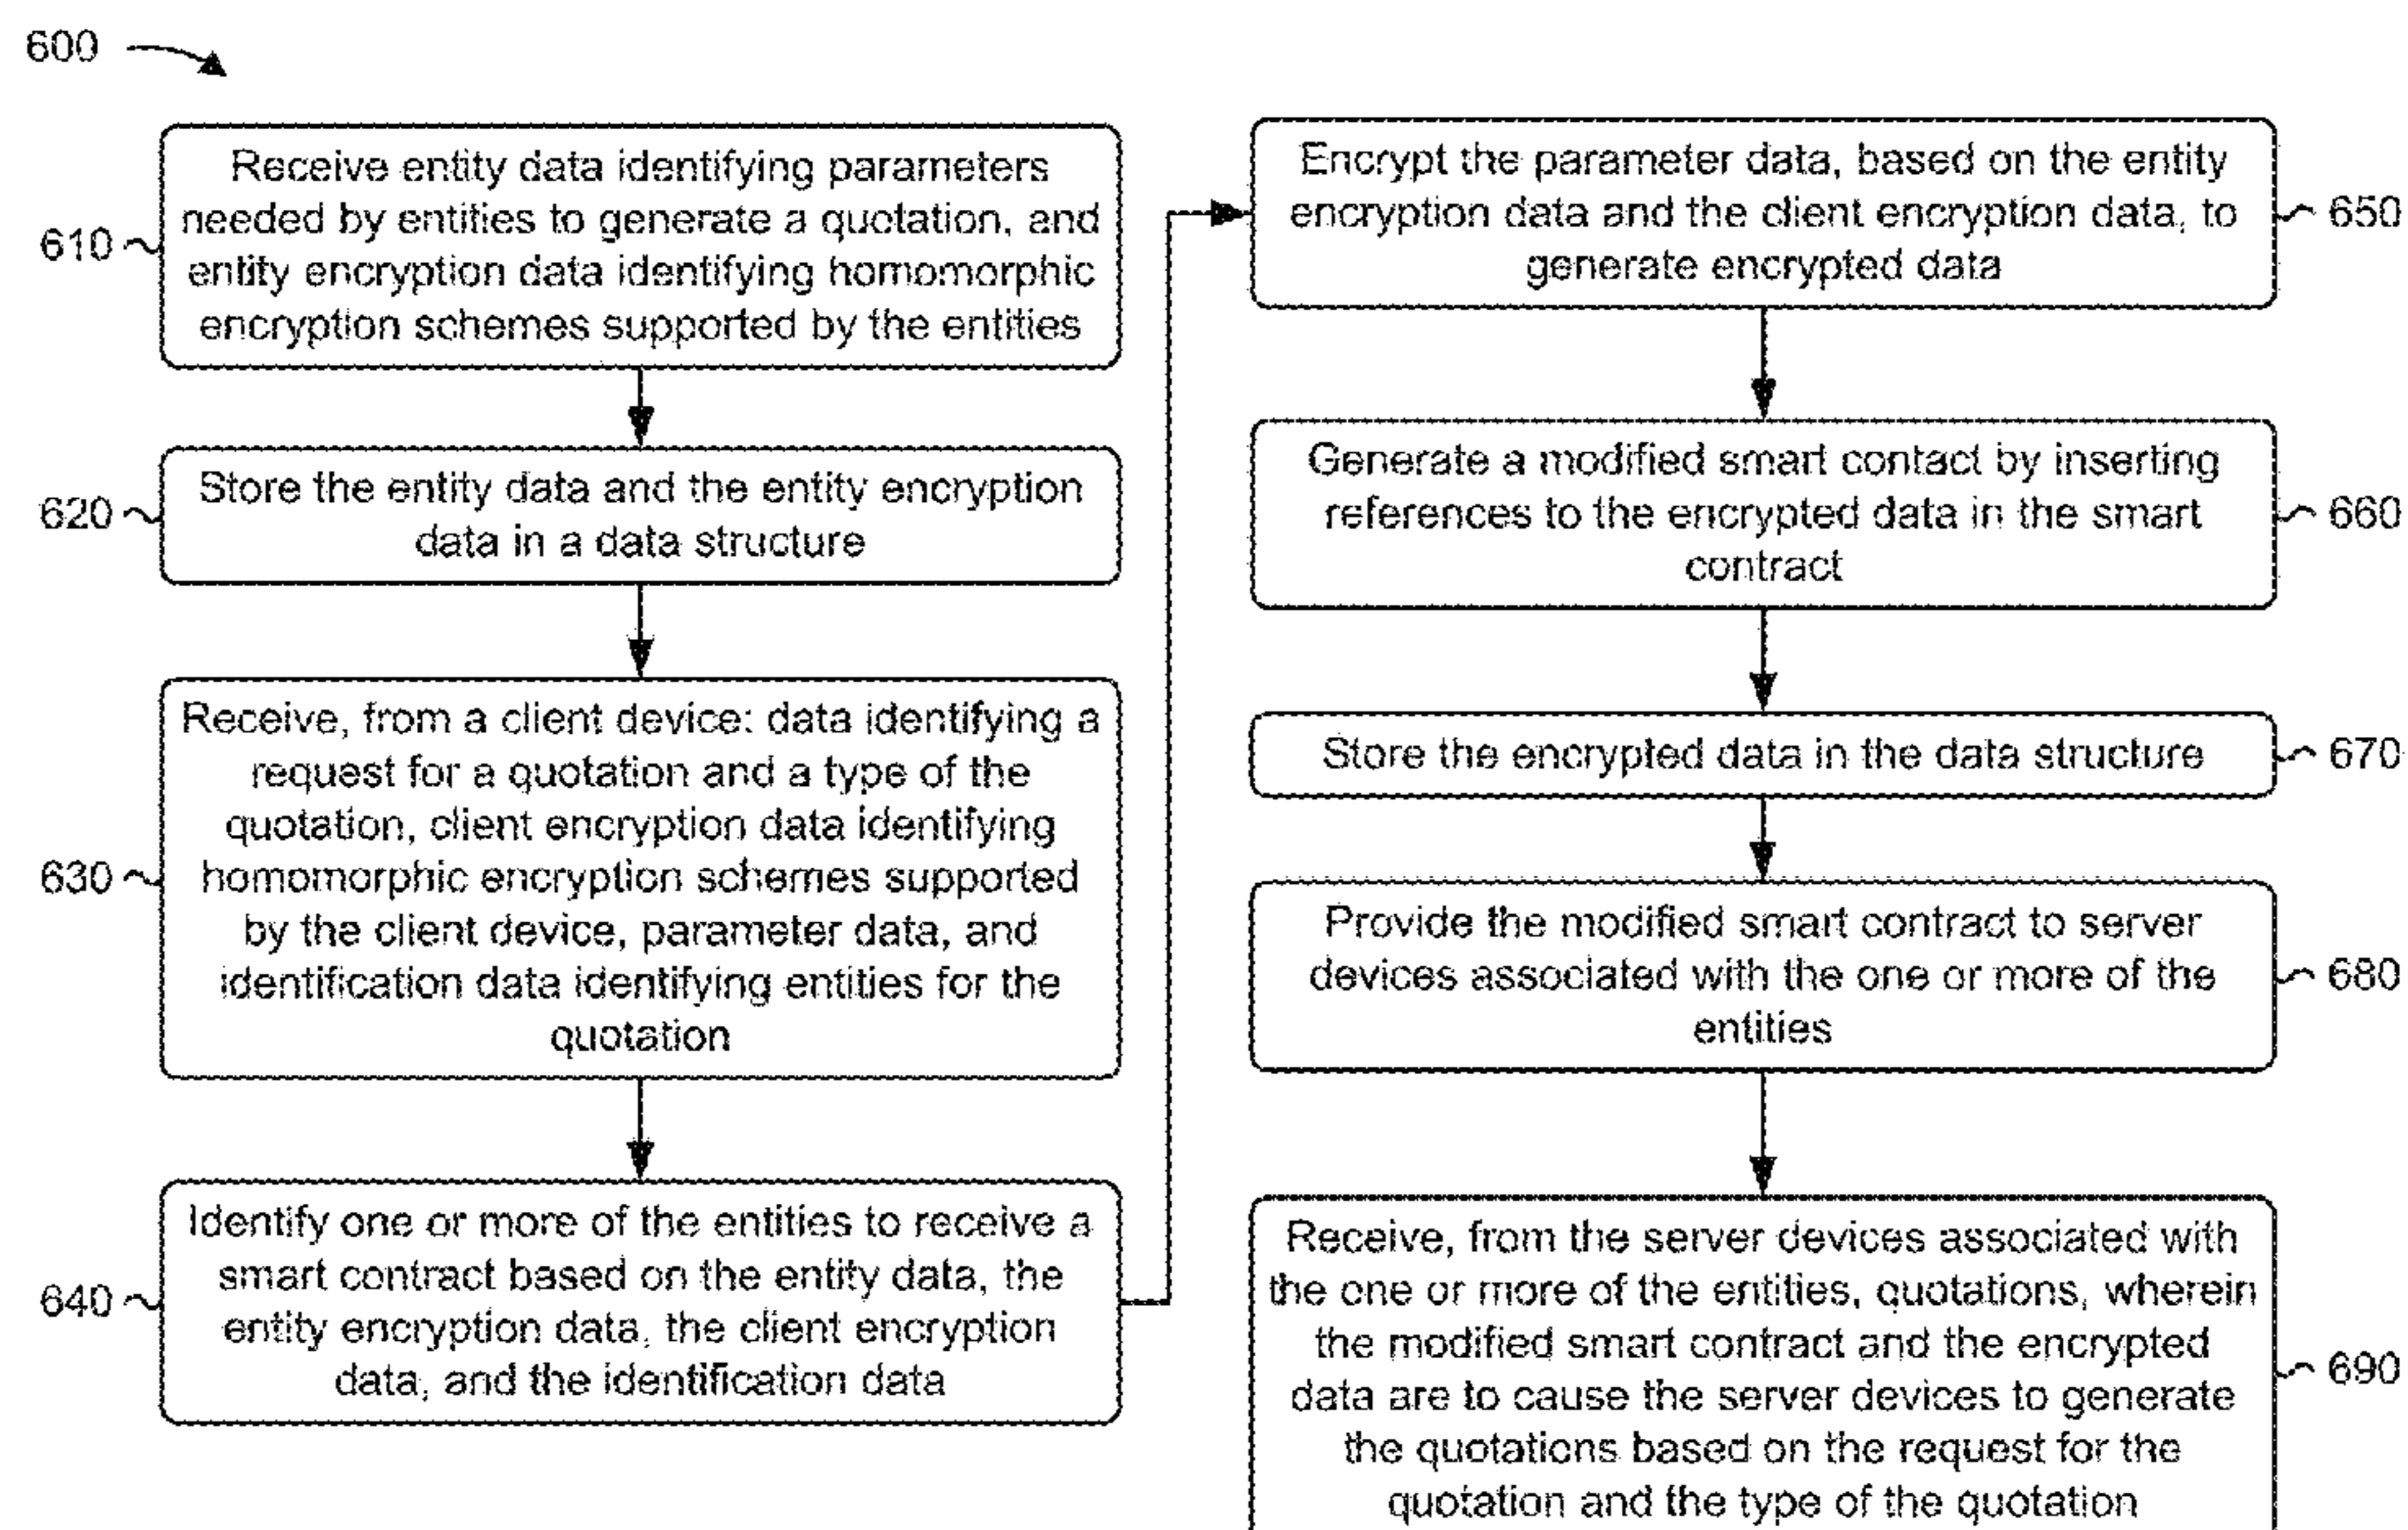 600
610
Receive entity data identifying parameters
needed by entities to generate a quotation, and
entity encryption data identifying homomorphic
encryption schemes supported by the entities
620
Store the entity data and the entity encryption
data in a data structure
630
Receive, from a client device: data identifying a
request for a quotation and a type of the
quotation, client encryption data identifying
homomorphic encryption schemes supported
by the client device, parameter data, and
identification data identifying entities for the
quotation
640
Identify one or more of the entities to receive a
smart contract based on the entity data, the
entity encryption data, the client encryption
data, and the identification data
Encrypt the parameter data, based on the entity
encryption data and the client encryption data, to
generate encrypted data
650
Generate a modified smart contact by inserting
references to the encrypted data in the smart
contract
660
Store the encrypted data in the data structure
670
Provide the modified smart contract to server
devices associated with the one or more of the
entities
680
Receive, from the server devices associated with
the one or more of the entities, quotations, wherein
the modified smart contract and the encrypted
data are to cause the server devices to generate
the quotations based on the request for the
quotation and the type of the quotation
690